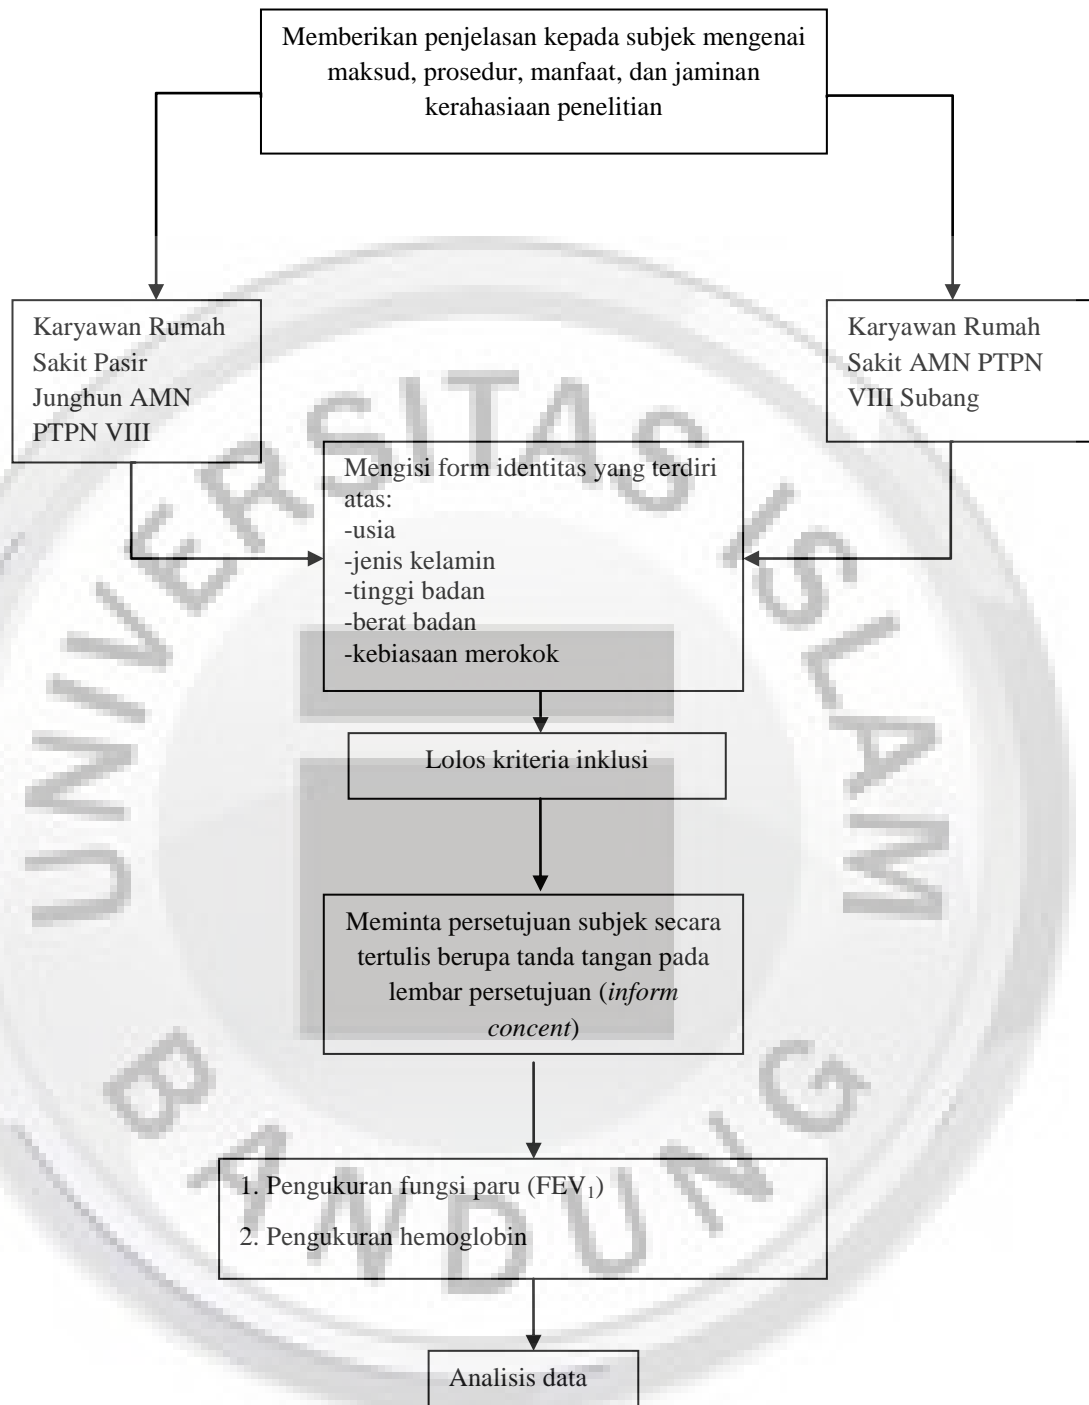 Memberikan penjelasan kepada subjek mengenai
maksud, prosedur, manfaat, dan jaminan
kerahasiaan penelitian
Karyawan Rumah
Sakit Pasir
Junghun AMN
PTPN VIII
Karyawan Rumah
Sakit AMN PTPN
VIII Subang
Mengisi form identitas yang terdiri
atas:
-usia
-jenis kelamin
-tinggi badan
-berat badan
-kebiasaan merokok
Lolos kriteria inklusi
Meminta persetujuan subjek secara
tertulis berupa tanda tangan pada
lembar persetujuan (inform
concent)
1. Pengukuran fungsi paru (FEV₁)
2. Pengukuran hemoglobin
Analisis data
UNIVERSITAS ISLAM
BANDUNG